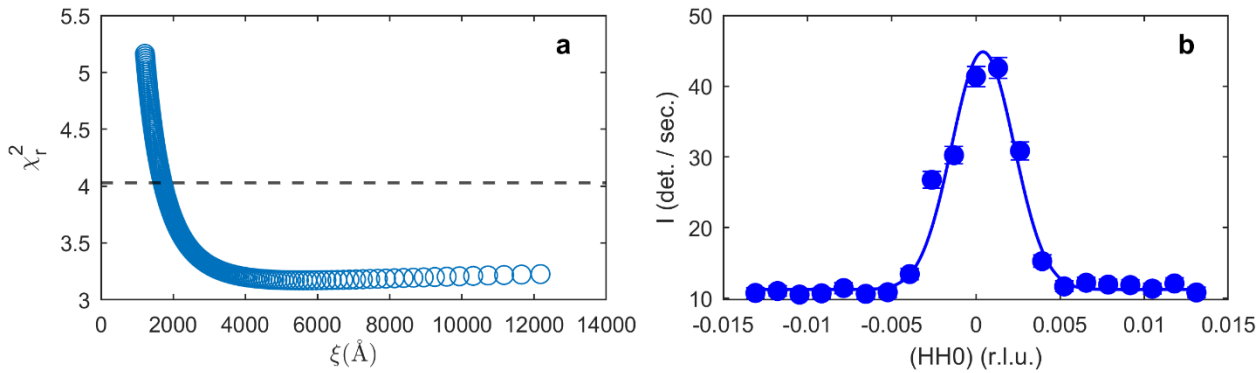 a
5.5
5
4.5
4
3.5
3
χ_r^2
0 2000 4000 6000 8000 10000 12000 14000
ξ(Å)
b
50
40
30
20
10
I (det. / sec.)
-0.015 -0.01 -0.005 0 0.005 0.01 0.015
(HH0) (r.l.u.)